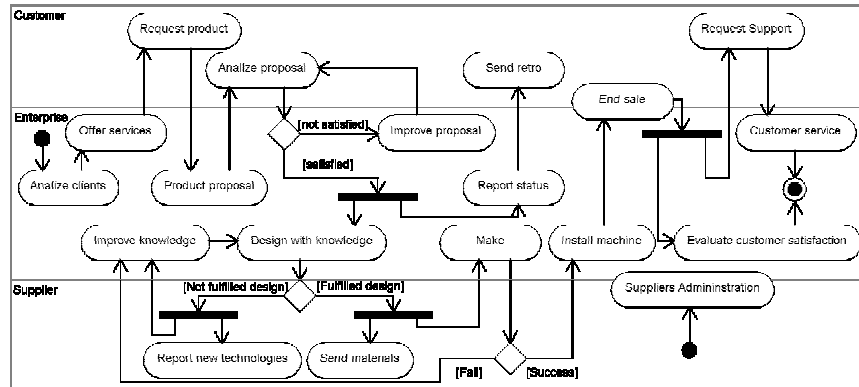 Customer
Request product
Request Support
Analize proposal
Send retro
End sale
Enterprise
Offer services
[not satisfied]
Improve proposal
Customer service
[satisfied]
Analize clients
Product proposal
Report status
Improve knowledge
Design with knowledge
Make
Install machine
Evaluate customer satisfaction
Supplier
[Not fulfilled design]
[Fulfilled design]
Suppliers Admininstration
Report new technologies
Send materials
[Fail]
[Success]